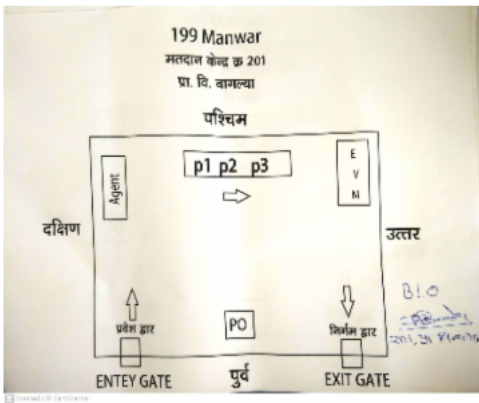 199 Manwar
मतदान केन्द्र क्र 201
प्रा. वि. बागल्या
पश्चिम
Agent
p1 p2 p3
E
V
M
दक्षिण
उत्तर
BLO
प्रवेश द्वार
PO
निर्गम द्वार
ENTEY GATE
पुर्व
EXIT GATE